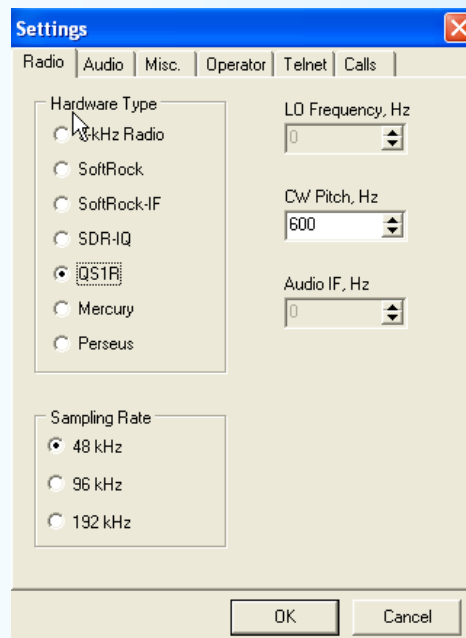 Settings
Radio Audio Misc. Operator Telnet Calls
Hardware Type
-kHz Radio
SoftRock
SoftRock-IF
SDR-IQ
QS1R
Mercury
Perseus
LO Frequency, Hz
0
CW Pitch, Hz
600
Audio IF, Hz
0
Sampling Rate
48 kHz
96 kHz
192 kHz
OK Cancel